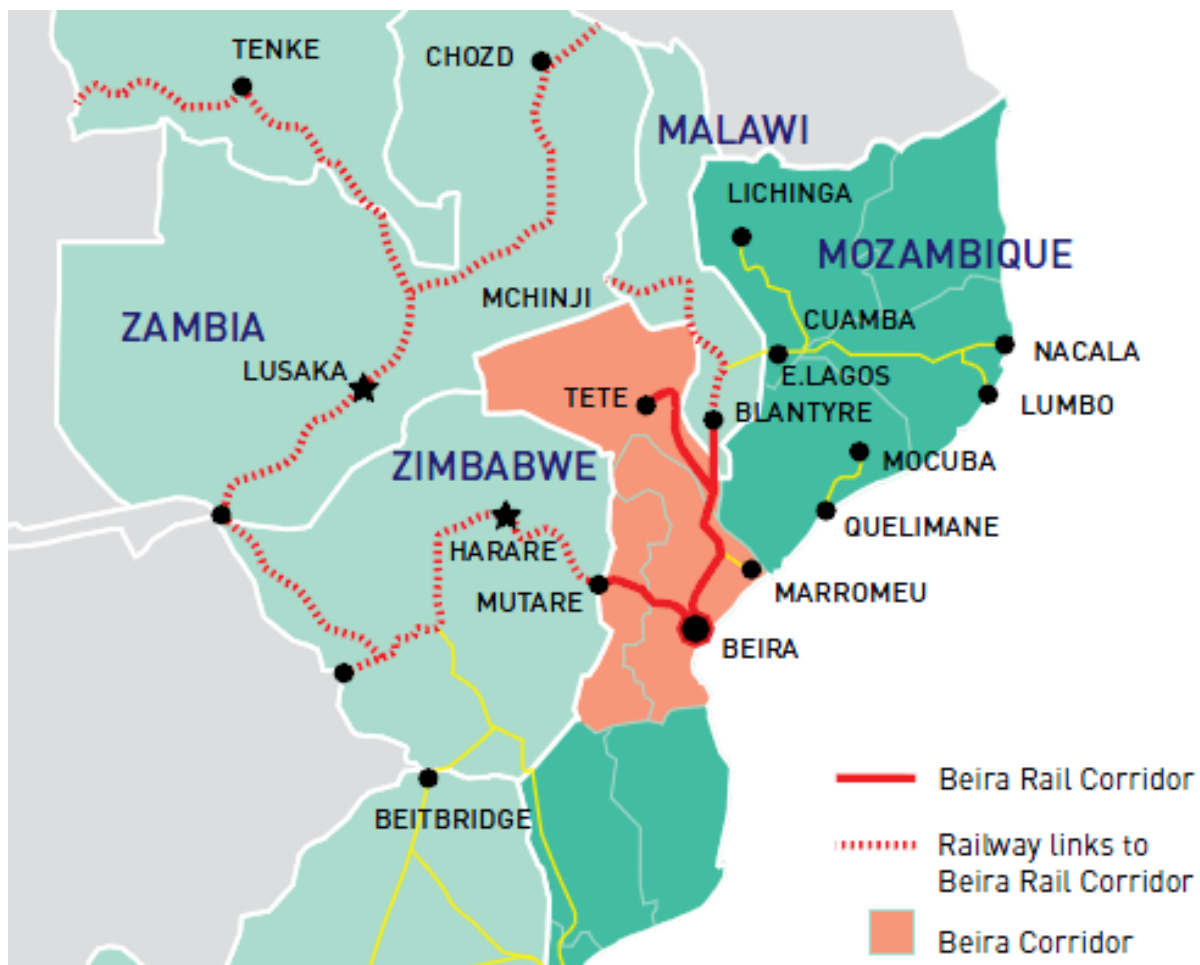 TENKE
CHOZD
MALAWI
LICHINGA
MOZAMBIQUE
MCHINJI
ZAMBIA
CUAMBA
NACALA
LUSAKA
E.LAGOS
TETE
BLANTYRE
LUMBO
ZIMBABWE
MOCUBA
QUELIMANE
HARARE
MUTARE
MARROMEU
BEIRA
Beira Rail Corridor
BEITBRIDGE
Railway links to
Beira Rail Corridor
Beira Corridor